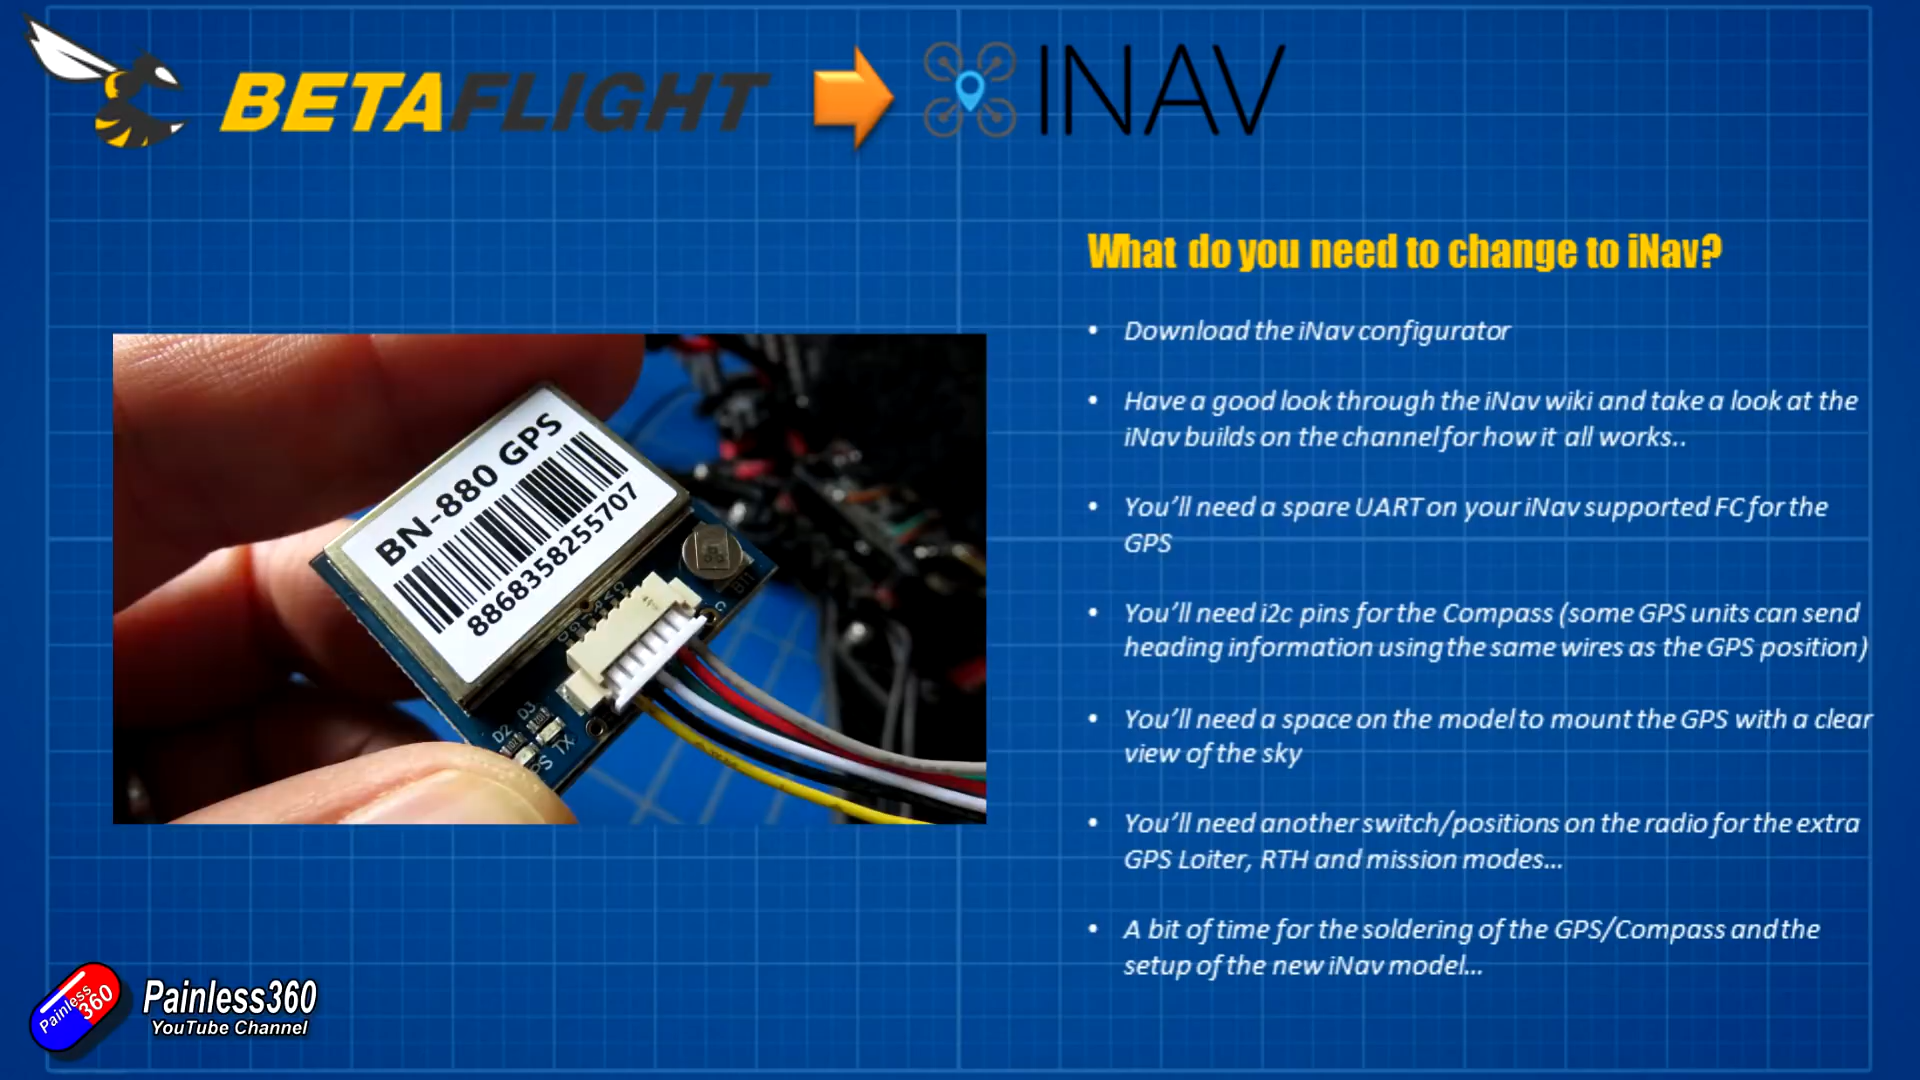 BETAFLIGHT
INAV
What do you need to change to iNav?
• Download the iNav configurator
• Have a good look through the iNav wiki and take a look at the
iNav builds on the channel for how it all works..
• You'll need a spare UART on your iNav supported FC for the
GPS
• You'll need i2c pins for the Compass (some GPS units can send
heading information using the same wires as the GPS position)
• You'll need a space on the model to mount the GPS with a clear
view of the sky
• You'll need another switch/positions on the radio for the extra
GPS Loiter, RTH and mission modes...
• A bit of time for the soldering of the GPS/Compass and the
setup of the new iNav model...
BN-880 GPS
8868358255707
BT1
D2
D3
TX
Painless
360
Painless360
YouTube Channel